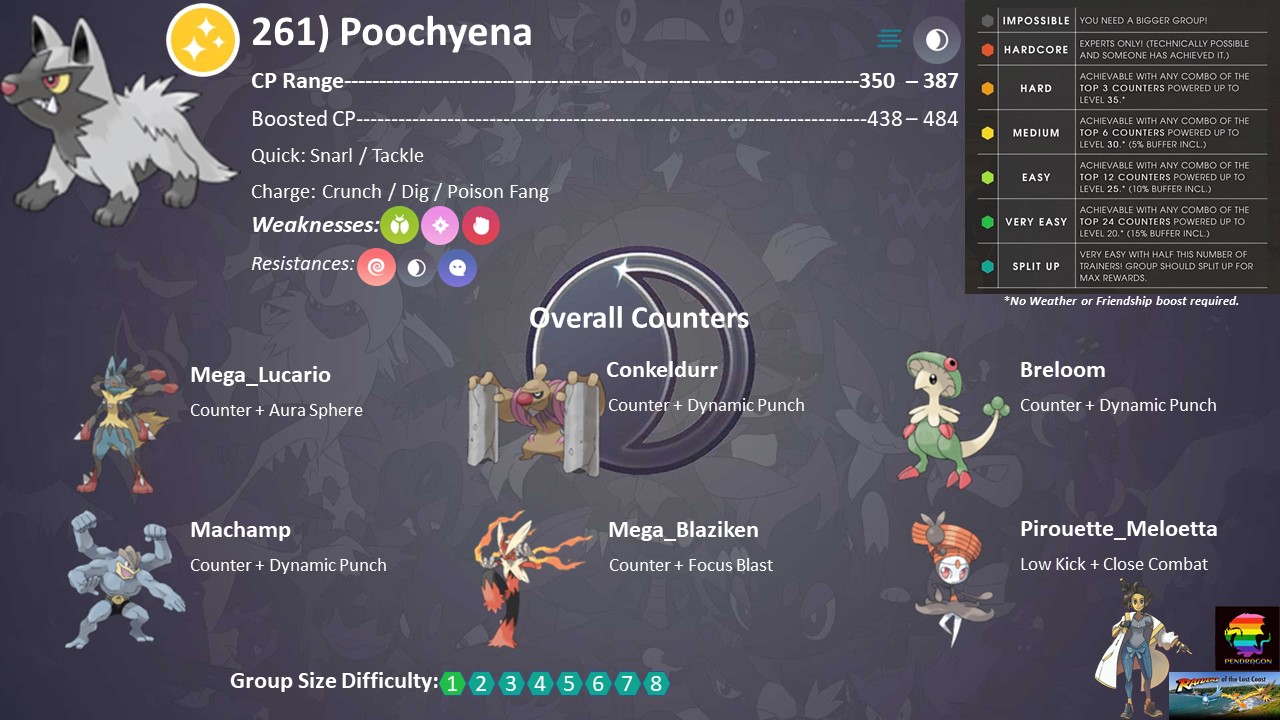 261) Poochyena
CP Range--------------------------------------------------------------------------350 – 387
Boosted CP-------------------------------------------------------------------------438 – 484
Quick: Snarl / Tackle
Charge: Crunch / Dig / Poison Fang
Weaknesses:
Resistances:
IMPOSSIBLE YOU NEED A BIGGER GROUP!
HARDCORE EXPERTS ONLY! (TECHNICALLY POSSIBLE
AND SOMEONE HAS ACHIEVED IT.)
HARD ACHIEVABLE WITH ANY COMBO OF THE
TOP 3 COUNTERS POWERED UP TO
LEVEL 35.*
MEDIUM ACHIEVABLE WITH ANY COMBO OF THE
TOP 6 COUNTERS POWERED UP TO
LEVEL 30.* (5% BUFFER INCL.)
EASY ACHIEVABLE WITH ANY COMBO OF THE
TOP 12 COUNTERS POWERED UP TO
LEVEL 25.* (10% BUFFER INCL.)
VERY EASY ACHIEVABLE WITH ANY COMBO OF THE
TOP 24 COUNTERS POWERED UP TO
LEVEL 20.* (15% BUFFER INCL.)
SPLIT UP VERY EASY WITH HALF THIS NUMBER OF
TRAINERS! GROUP SHOULD SPLIT UP FOR
MAX REWARDS.
*No Weather or Friendship boost required.
Overall Counters
Mega_Lucario
Counter + Aura Sphere
Conkeldurr
Counter + Dynamic Punch
Breloom
Counter + Dynamic Punch
Machamp
Counter + Dynamic Punch
Mega_Blaziken
Counter + Focus Blast
Pirouette_Meloetta
Low Kick + Close Combat
Group Size Difficulty: 1 2 3 4 5 6 7 8
PENDRAGON
RAIDERS of the Lost Coast